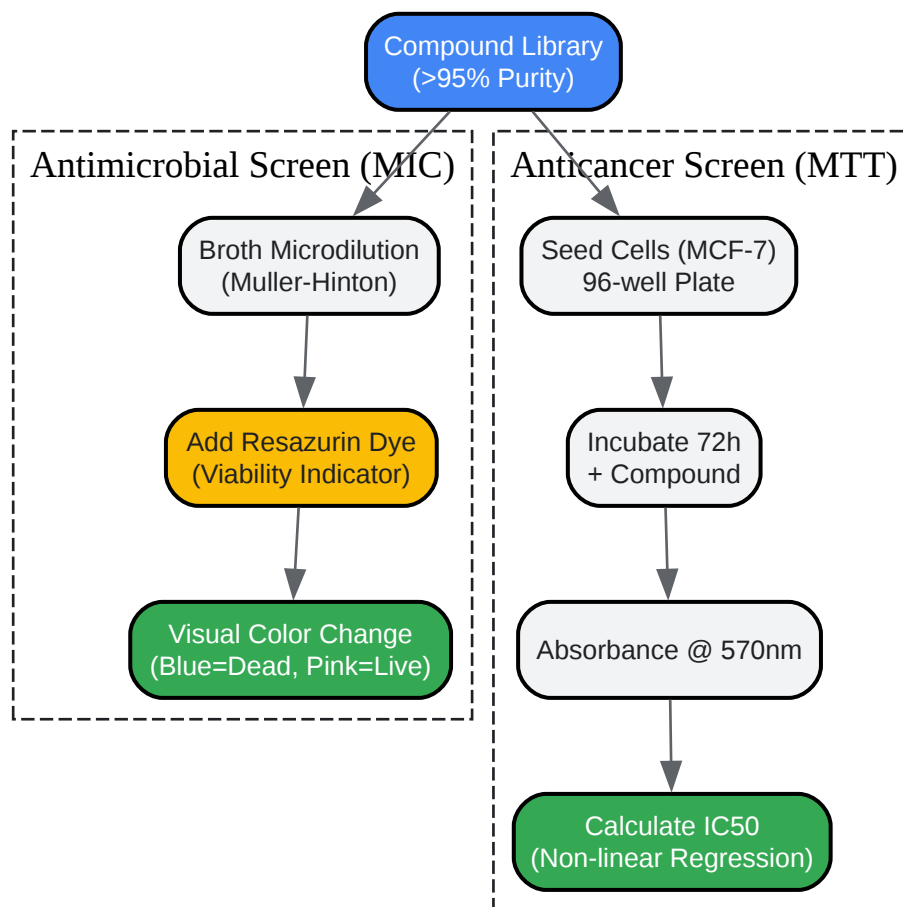 Compound Library
(>95% Purity)
Antimicrobial Screen (MIC)
Broth Microdilution
(Muller-Hinton)
Add Resazurin Dye
(Viability Indicator)
Visual Color Change
(Blue=Dead, Pink=Live)
Anticancer Screen (MTT)
Seed Cells (MCF-7)
96-well Plate
Incubate 72h
+ Compound
Absorbance @ 570nm
Calculate IC50
(Non-linear Regression)